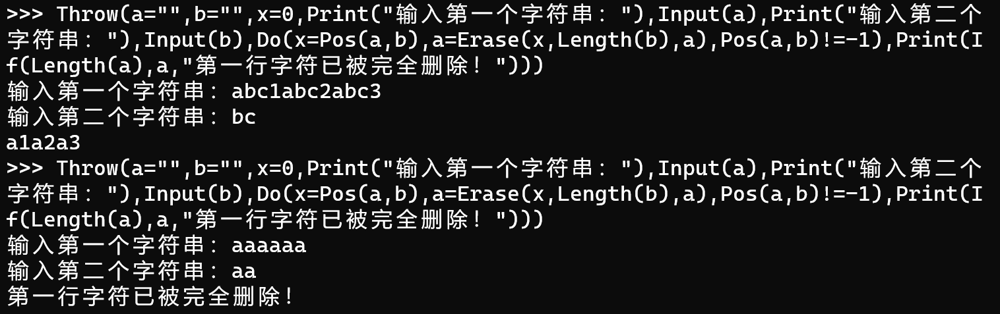 >>> Throw(a="",b="",x=0,Print("输入第一个字符串："),Input(a),Print("输入第二个
字符串："),Input(b),Do(x=Pos(a,b),a=Erase(x,Length(b),a),Pos(a,b)!=-1),Print(I
f(Length(a),a,"第一行字符已被完全删除！")))
输入第一个字符串：abc1abc2abc3
输入第二个字符串：bc
a1a2a3
>>> Throw(a="",b="",x=0,Print("输入第一个字符串："),Input(a),Print("输入第二个
字符串："),Input(b),Do(x=Pos(a,b),a=Erase(x,Length(b),a),Pos(a,b)!=-1),Print(I
f(Length(a),a,"第一行字符已被完全删除！")))
输入第一个字符串：aaaaaa
输入第二个字符串：aa
第一行字符已被完全删除！